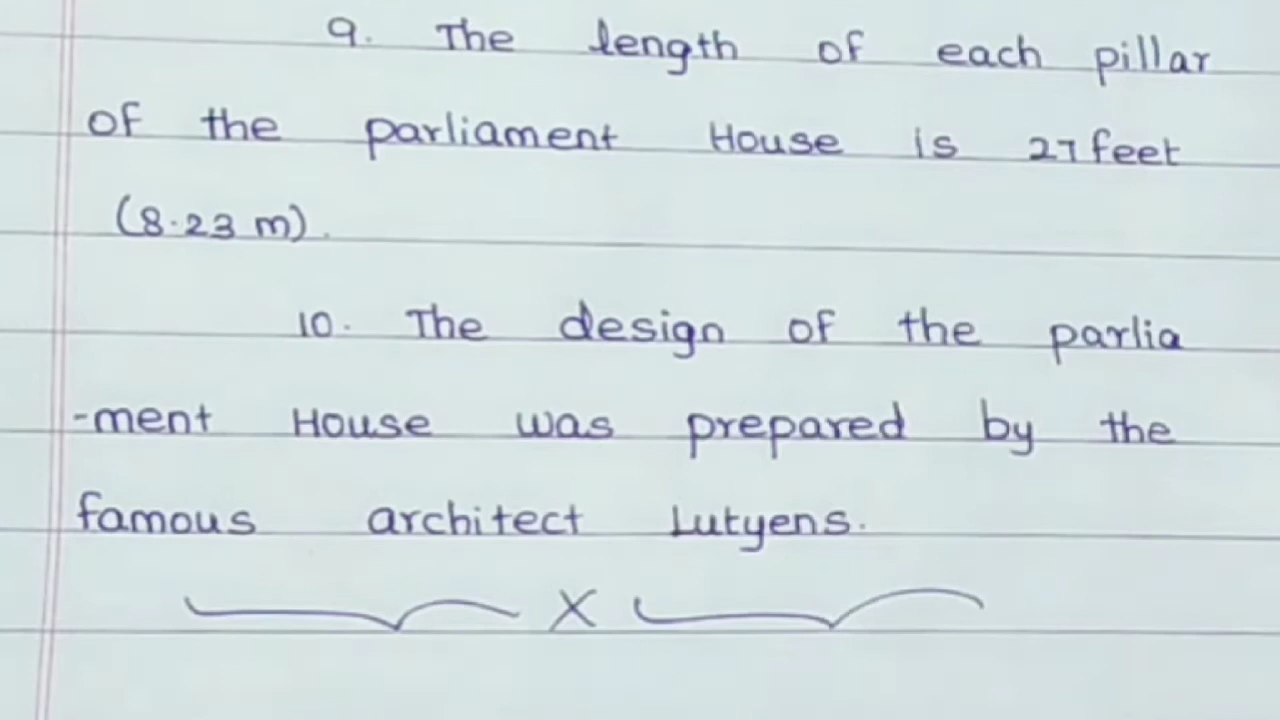 9. The length of each pillar
of the parliament House is 27 feet
(8.23 m).
10. The design of the parlia
-ment House was prepared by the
famous architect Lutyens.
X